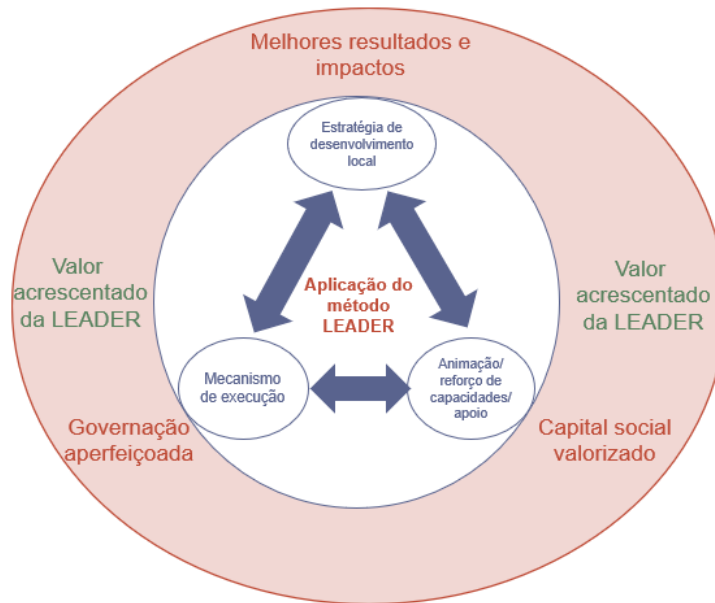 Melhores resultados e
impactos
Estratégia de
desenvolvimento
local
Valor
acrescentado
da LEADER
Aplicação do
método
LEADER
Valor
acrescentado
da LEADER
Mecanismo
de execução
Animação/
reforço de
capacidades/
apoio
Governação
aperfeiçoada
Capital social
valorizado